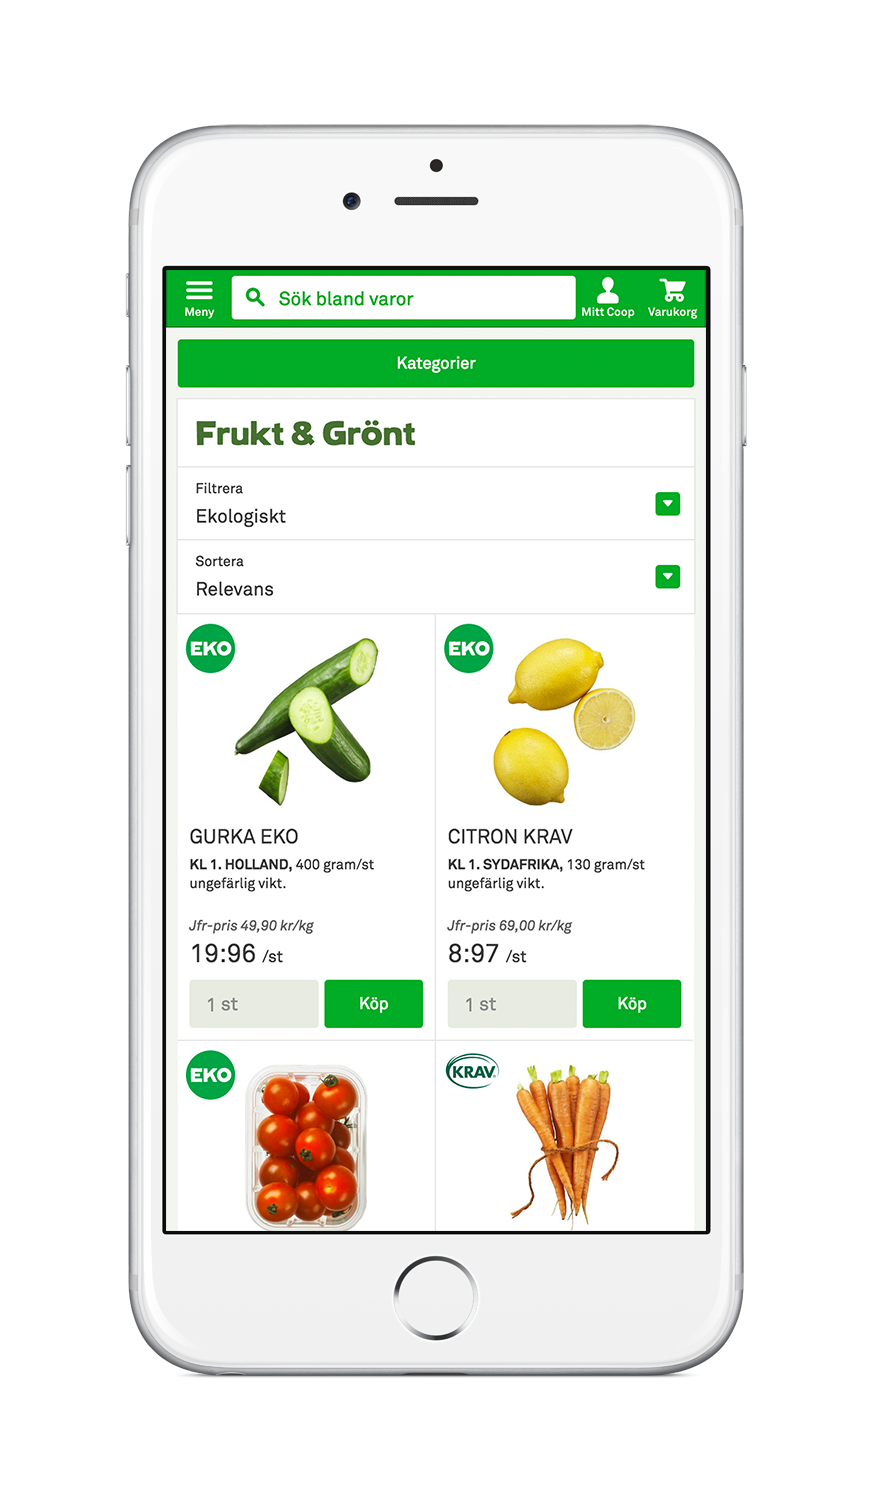 Meny
Sök bland varor
Mitt Coop
Varukorg
Kategorier
Frukt & Grönt
Filtrera
Ekologiskt
Sortera
Relevans
EKO
GURKA EKO
KL 1. HOLLAND, 400 gram/st
ungefärlig vikt.
Jfr-pris 49,90 kr/kg
19:96 /st
1 st
Köp
EKO
CITRON KRAV
KL 1. SYDAFRIKA, 130 gram/st
ungefärlig vikt.
Jfr-pris 69,00 kr/kg
8:97 /st
1 st
Köp
EKO
KRAV